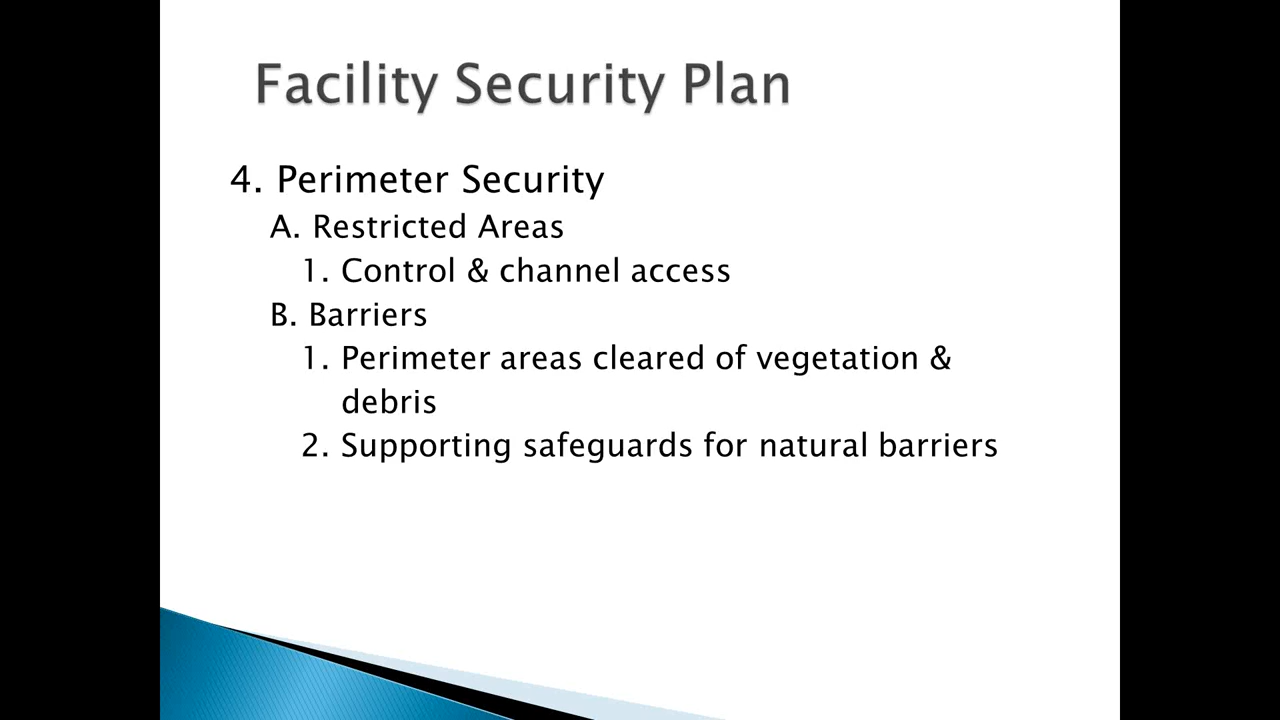 Facility Security Plan
4. Perimeter Security
A. Restricted Areas
1. Control & channel access
B. Barriers
1. Perimeter areas cleared of vegetation &
debris
2. Supporting safeguards for natural barriers